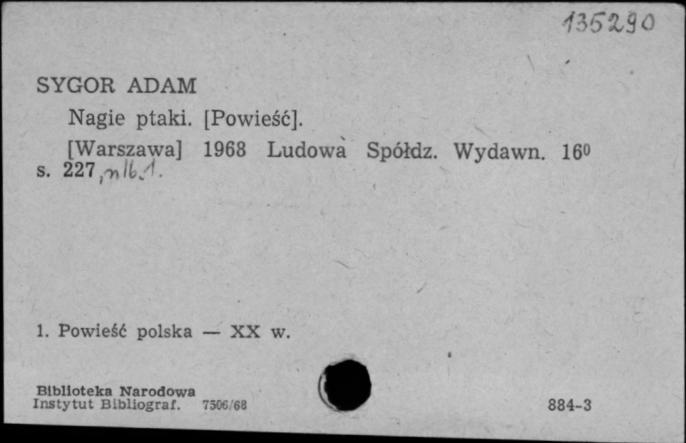 135290
SYGOR ADAM
Nagie ptaki. [Powieść].
[Warszawa] 1968 Ludowa Spółdz. Wydawn. 16⁰
s. 227, nlb. 1.
1. Powieść polska — XX w.
Biblioteka Narodowa
Instytut Bibliograf. 7506/68
884-3